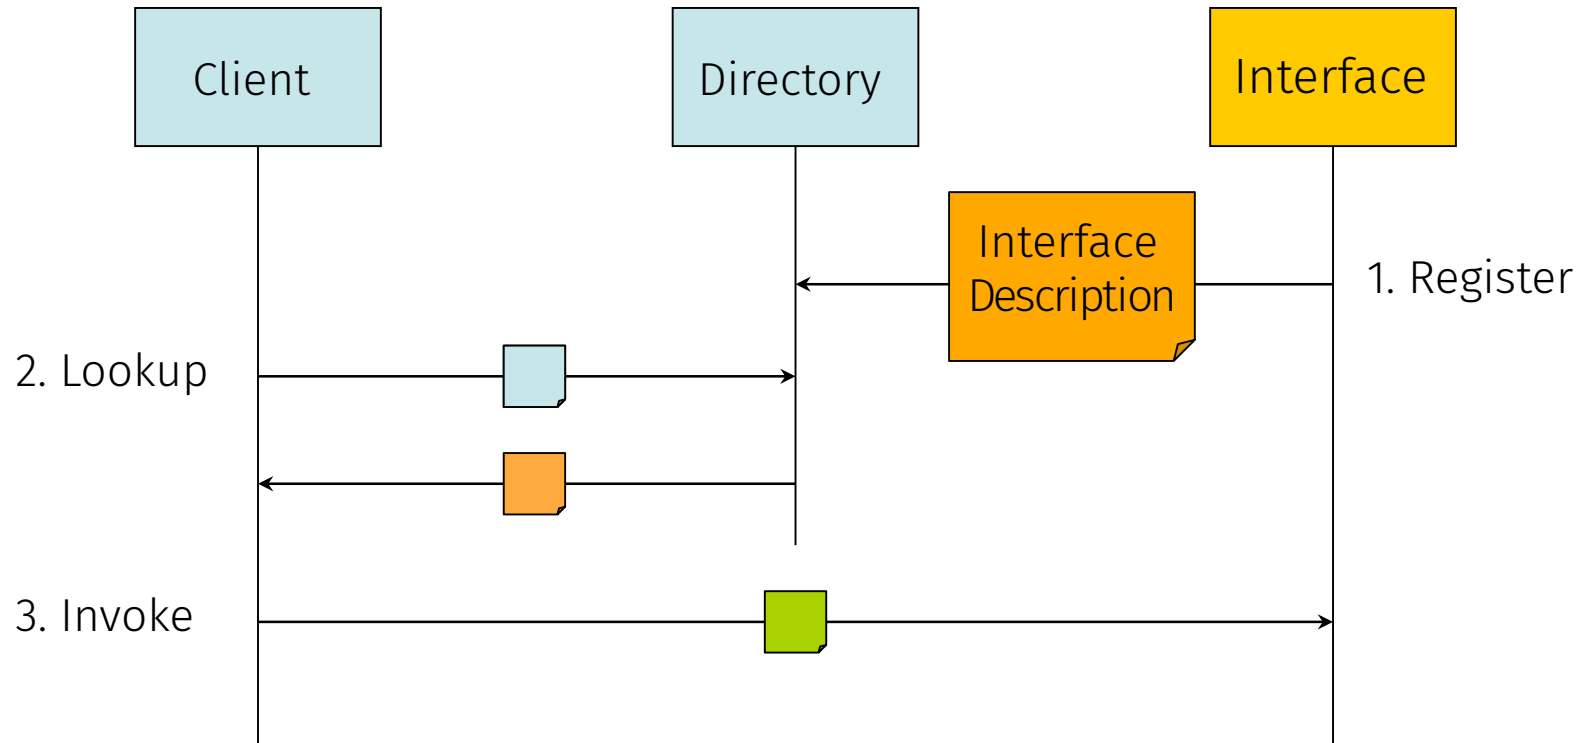 Client
Directory
Interface
Interface
Description
1. Register
2. Lookup
3. Invoke